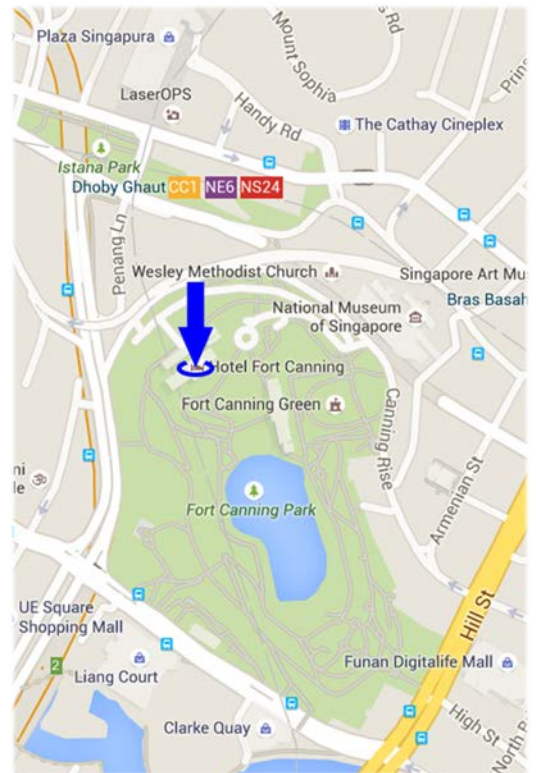 Plaza Singapura
Mount Sophia
LaserOPS
Handy Rd
The Cathay Cineplex
Istana Park
Dhoby Ghaut CC1 NE6 NS24
Penang Ln
Wesley Methodist Church
Singapore Art Mu
Bras Basah
National Museum
of Singapore
Hotel Fort Canning
Fort Canning Green
Canning Rise
Armenian St
Fort Canning Park
UE Square
Shopping Mall
Hill St
2
Liang Court
Funan Digitalife Mall
Clarke Quay
High St